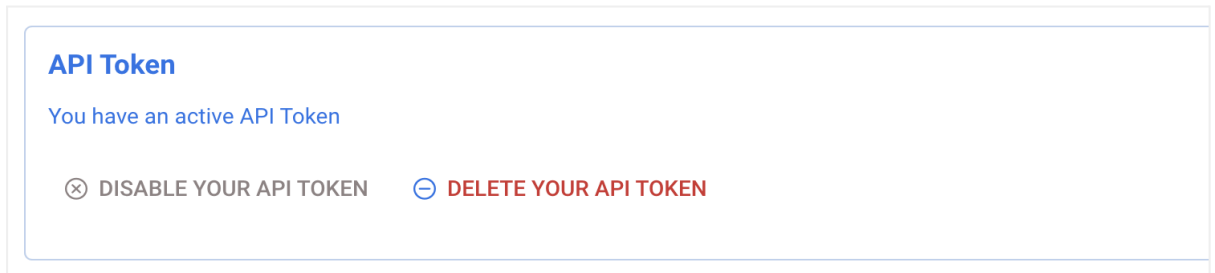 API Token
You have an active API Token
DISABLE YOUR API TOKEN DELETE YOUR API TOKEN